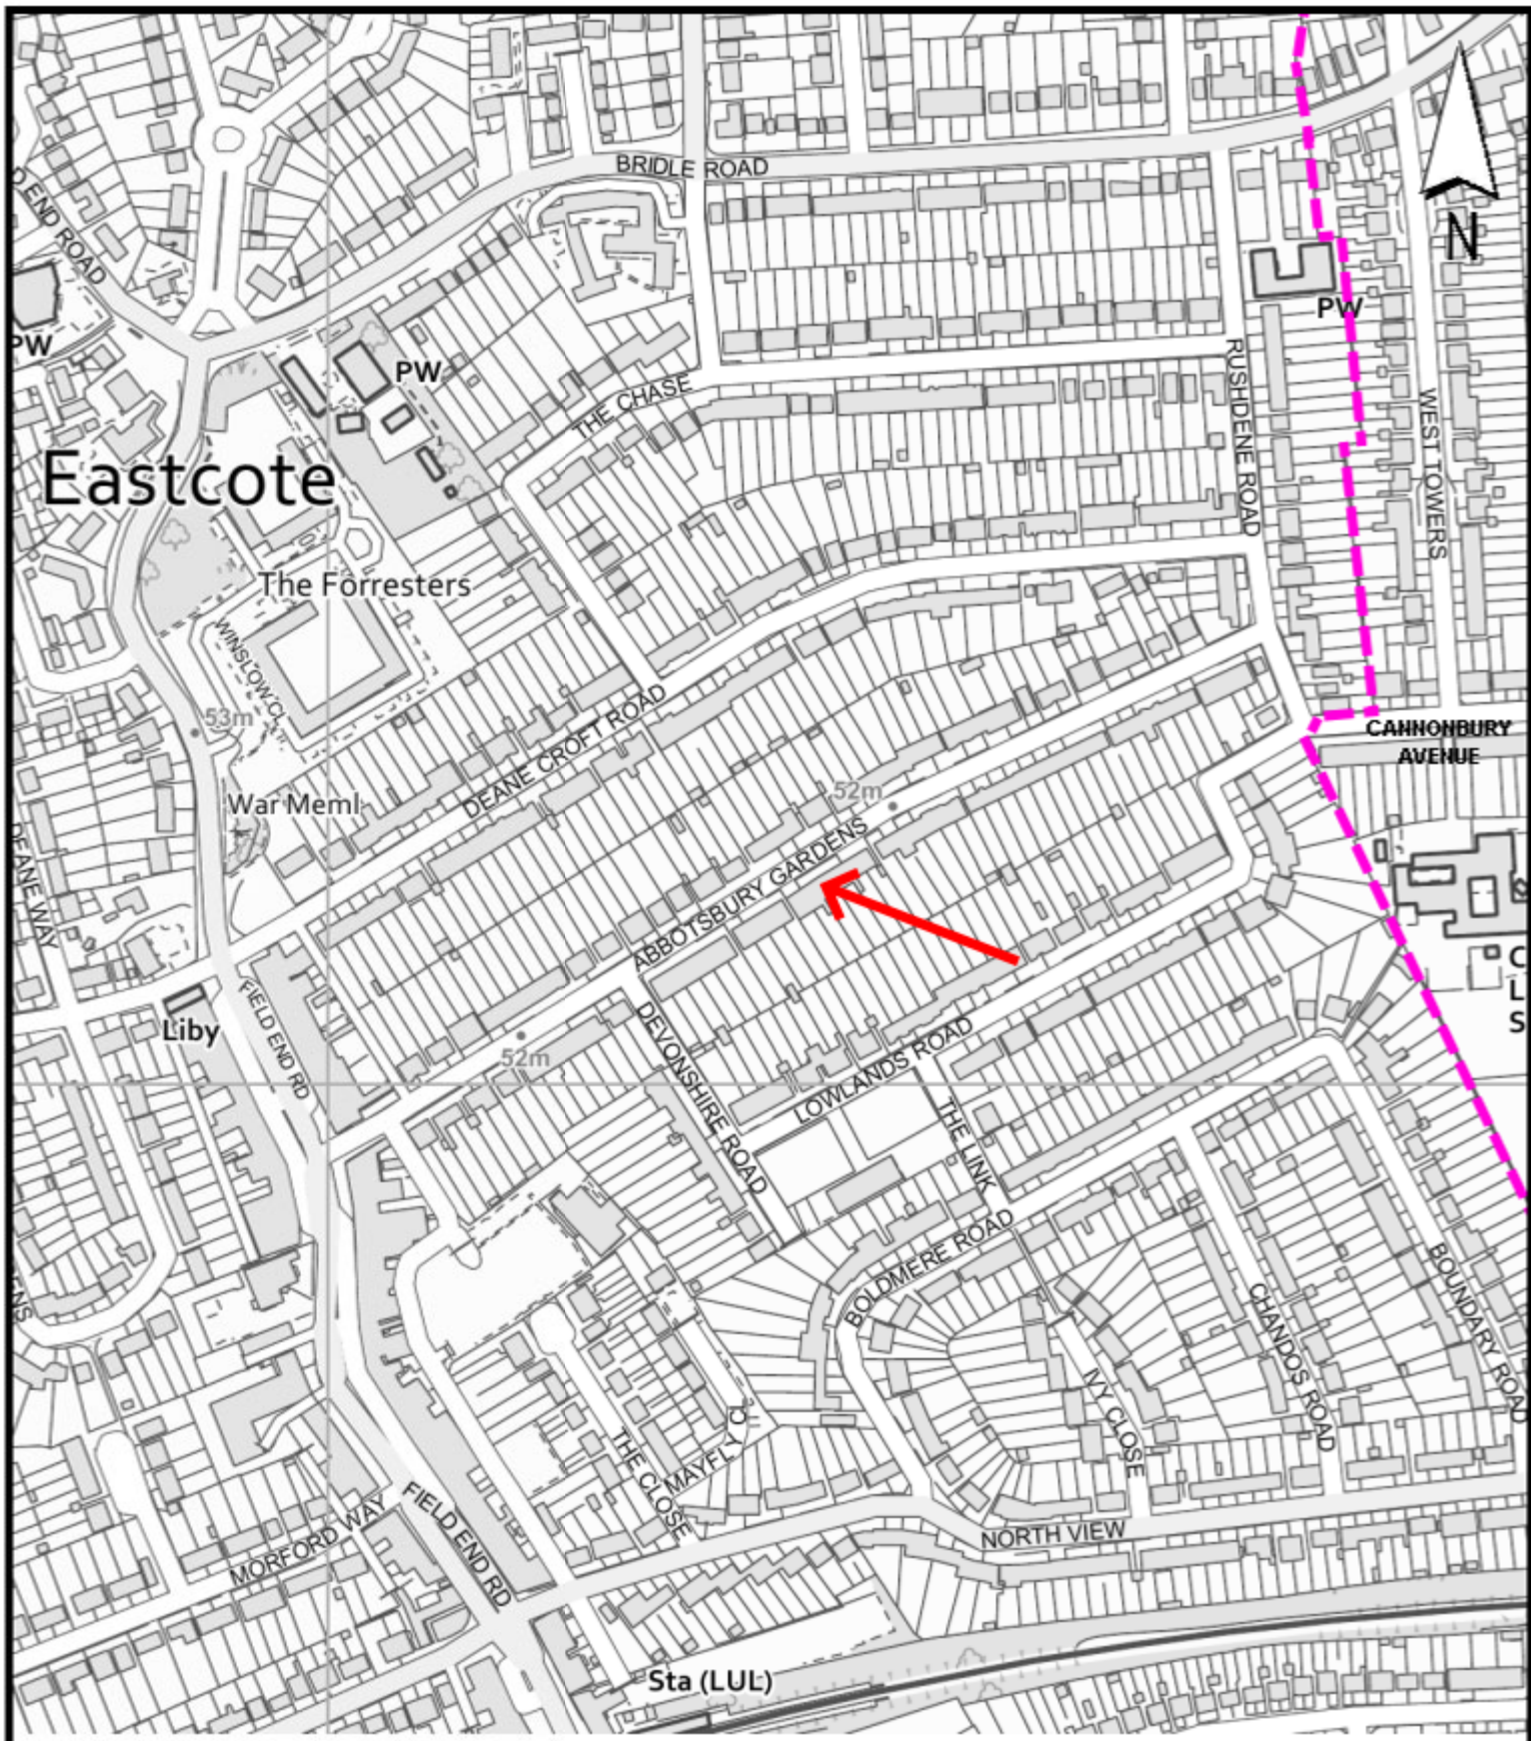 BRIDLE ROAD
N
D END ROAD
PW
PW
PW
THE CHASE
RUSHDENE ROAD
WEST TOWERS
Eastcote
The Forresters
WINSLOW CL
53m
DEANE CROFT ROAD
CANNONBURY
AVENUE
War Meml
52m
DEANE WAY
ABBOTSBURY GARDENS
C
L
S
Liby
FIELD END RD
52m
DEVONSHIRE ROAD
LOWLANDS ROAD
THE LINK
BOLDMERE ROAD
ENS
CHANDOS ROAD
BOUNDARY ROAD
IVY CLOSE
THE CLOSE
MAYFLY CL
MORFORD WAY
FIELD END RD
NORTH VIEW
Sta (LUL)